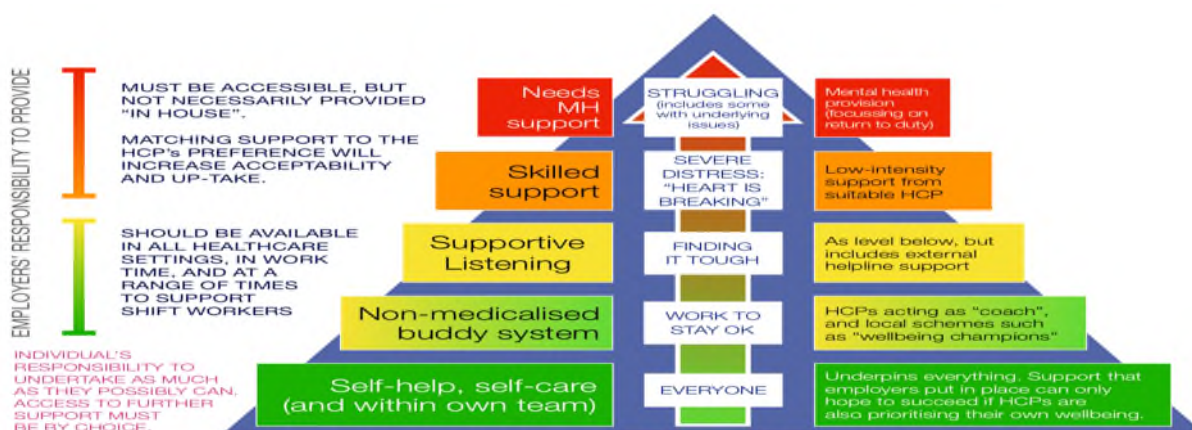 EMPLOYERS' RESPONSIBILITY TO PROVIDE
MUST BE ACCESSIBLE, BUT
NOT NECESSARILY PROVIDED
"IN HOUSE".
MATCHING SUPPORT TO THE
HCP's PREFERENCE WILL
INCREASE ACCEPTABILITY
AND UP-TAKE.
SHOULD BE AVAILABLE
IN ALL HEALTHCARE
SETTINGS, IN WORK
TIME, AND AT A
RANGE OF TIMES
TO SUPPORT
SHIFT WORKERS
INDIVIDUAL'S
RESPONSIBILITY TO
UNDERTAKE AS MUCH
AS THEY POSSIBLY CAN.
ACCESS TO FURTHER
SUPPORT MUST
BE BY CHOICE.
Needs
MH
support
STRUGGLING
(includes some
with underlying
issues)
Mental health
provision
(focussing on
return to duty)
Skilled
support
SEVERE
DISTRESS:
"HEART IS
BREAKING"
Low-intensity
support from
suitable HCP
Supportive
Listening
FINDING
IT TOUGH
As level below, but
includes external
helpline support
Non-medicalised
buddy system
WORK TO
STAY OK
HCPs acting as "coach",
and local schemes such
as "wellbeing champions"
Self-help, self-care
(and within own team)
EVERYONE
Underpins everything. Support that
employers put in place can only
hope to succeed if HCPs are
also prioritising their own wellbeing.